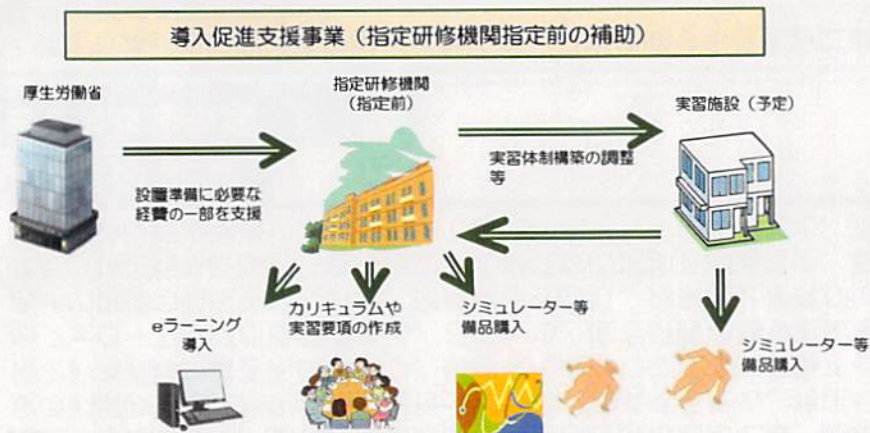 導入促進支援事業（指定研修機関指定前の補助）
厚生労働省
指定研修機関
（指定前）
実習施設（予定）
設置準備に必要な
経費の一部を支援
実習体制構築の調整
等
eラーニング
導入
カリキュラムや
実習要項の作成
シミュレーター等
備品購入
シミュレーター等
備品購入